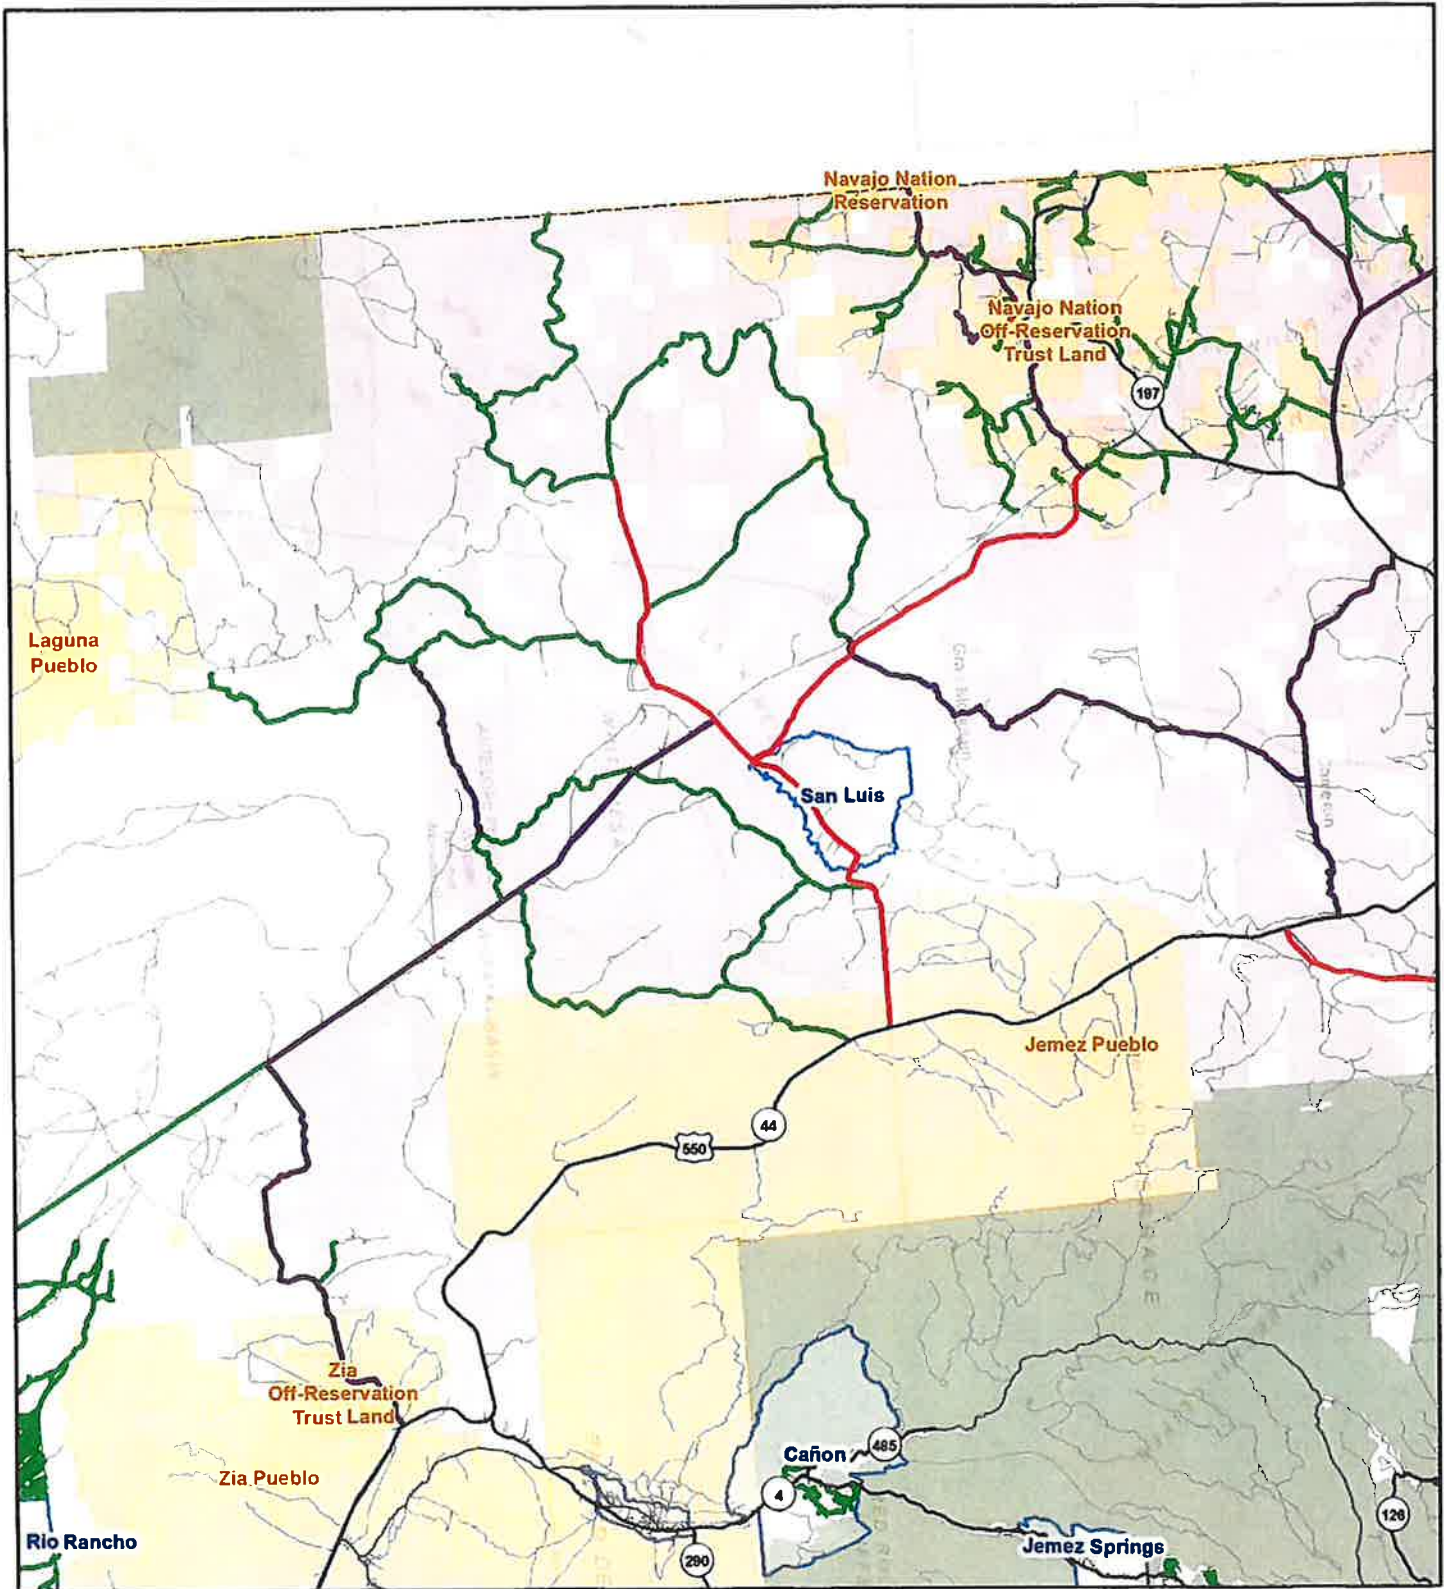 Navajo Nation
Reservation
Navajo Nation
Off-Reservation
Trust Land
197
Laguna
Pueblo
San Luis
Jemez Pueblo
44
550
Zia
Off-Reservation
Trust Land
Zia Pueblo
Cañon
485
4
126
Rio Rancho
290
Jemez Springs